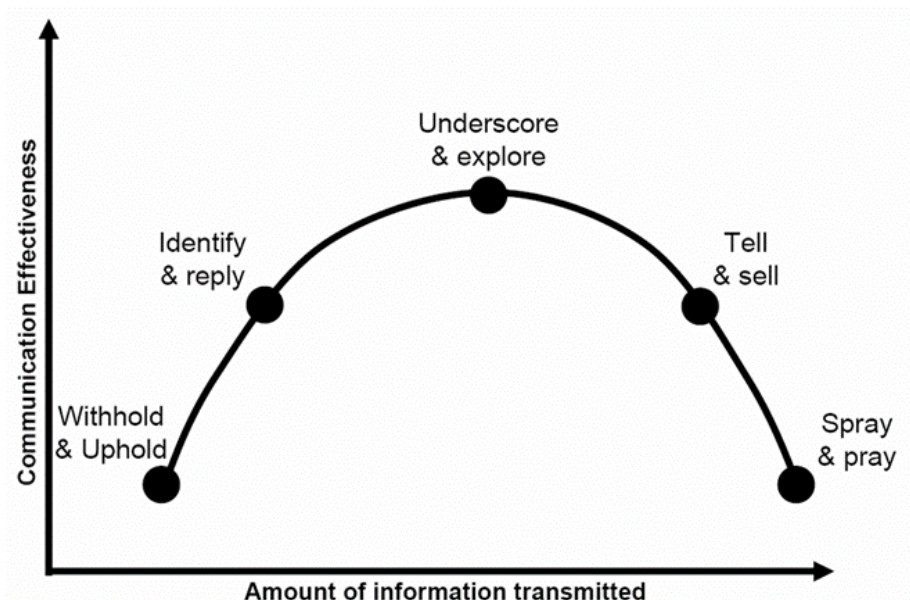 Underscore
& explore
Identify
& reply
Tell
& sell
Withhold
& Uphold
Spray
& pray
Communication Effectiveness
Amount of information transmitted